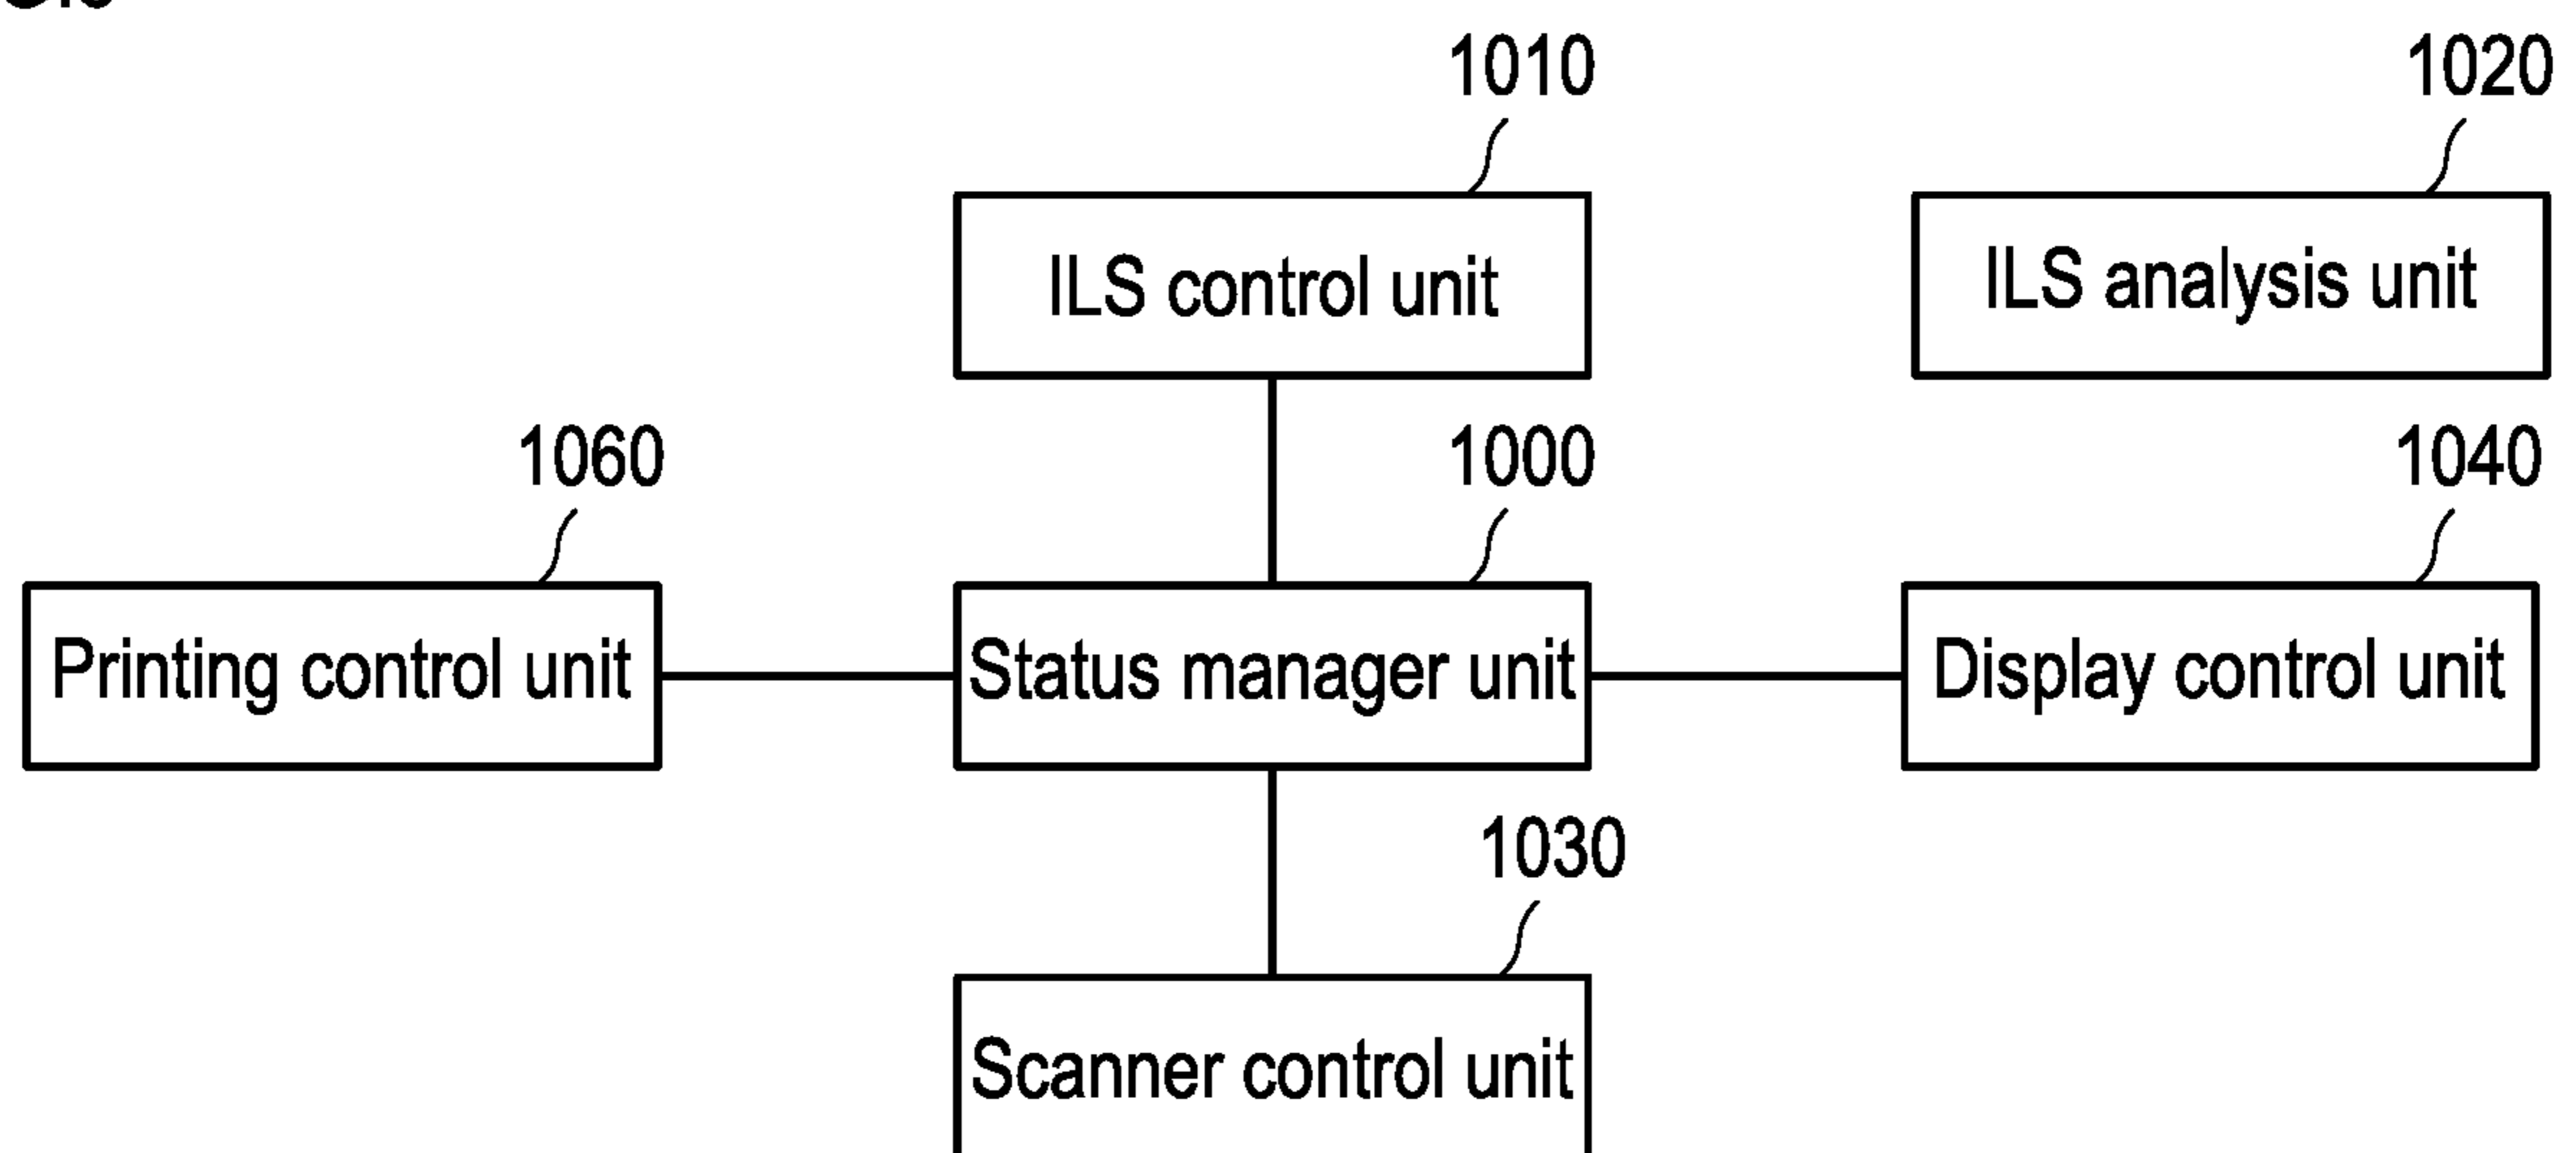 1010
1020
ILS control unit
ILS analysis unit
1060
1000
1040
Printing control unit
Status manager unit
Display control unit
1030
Scanner control unit